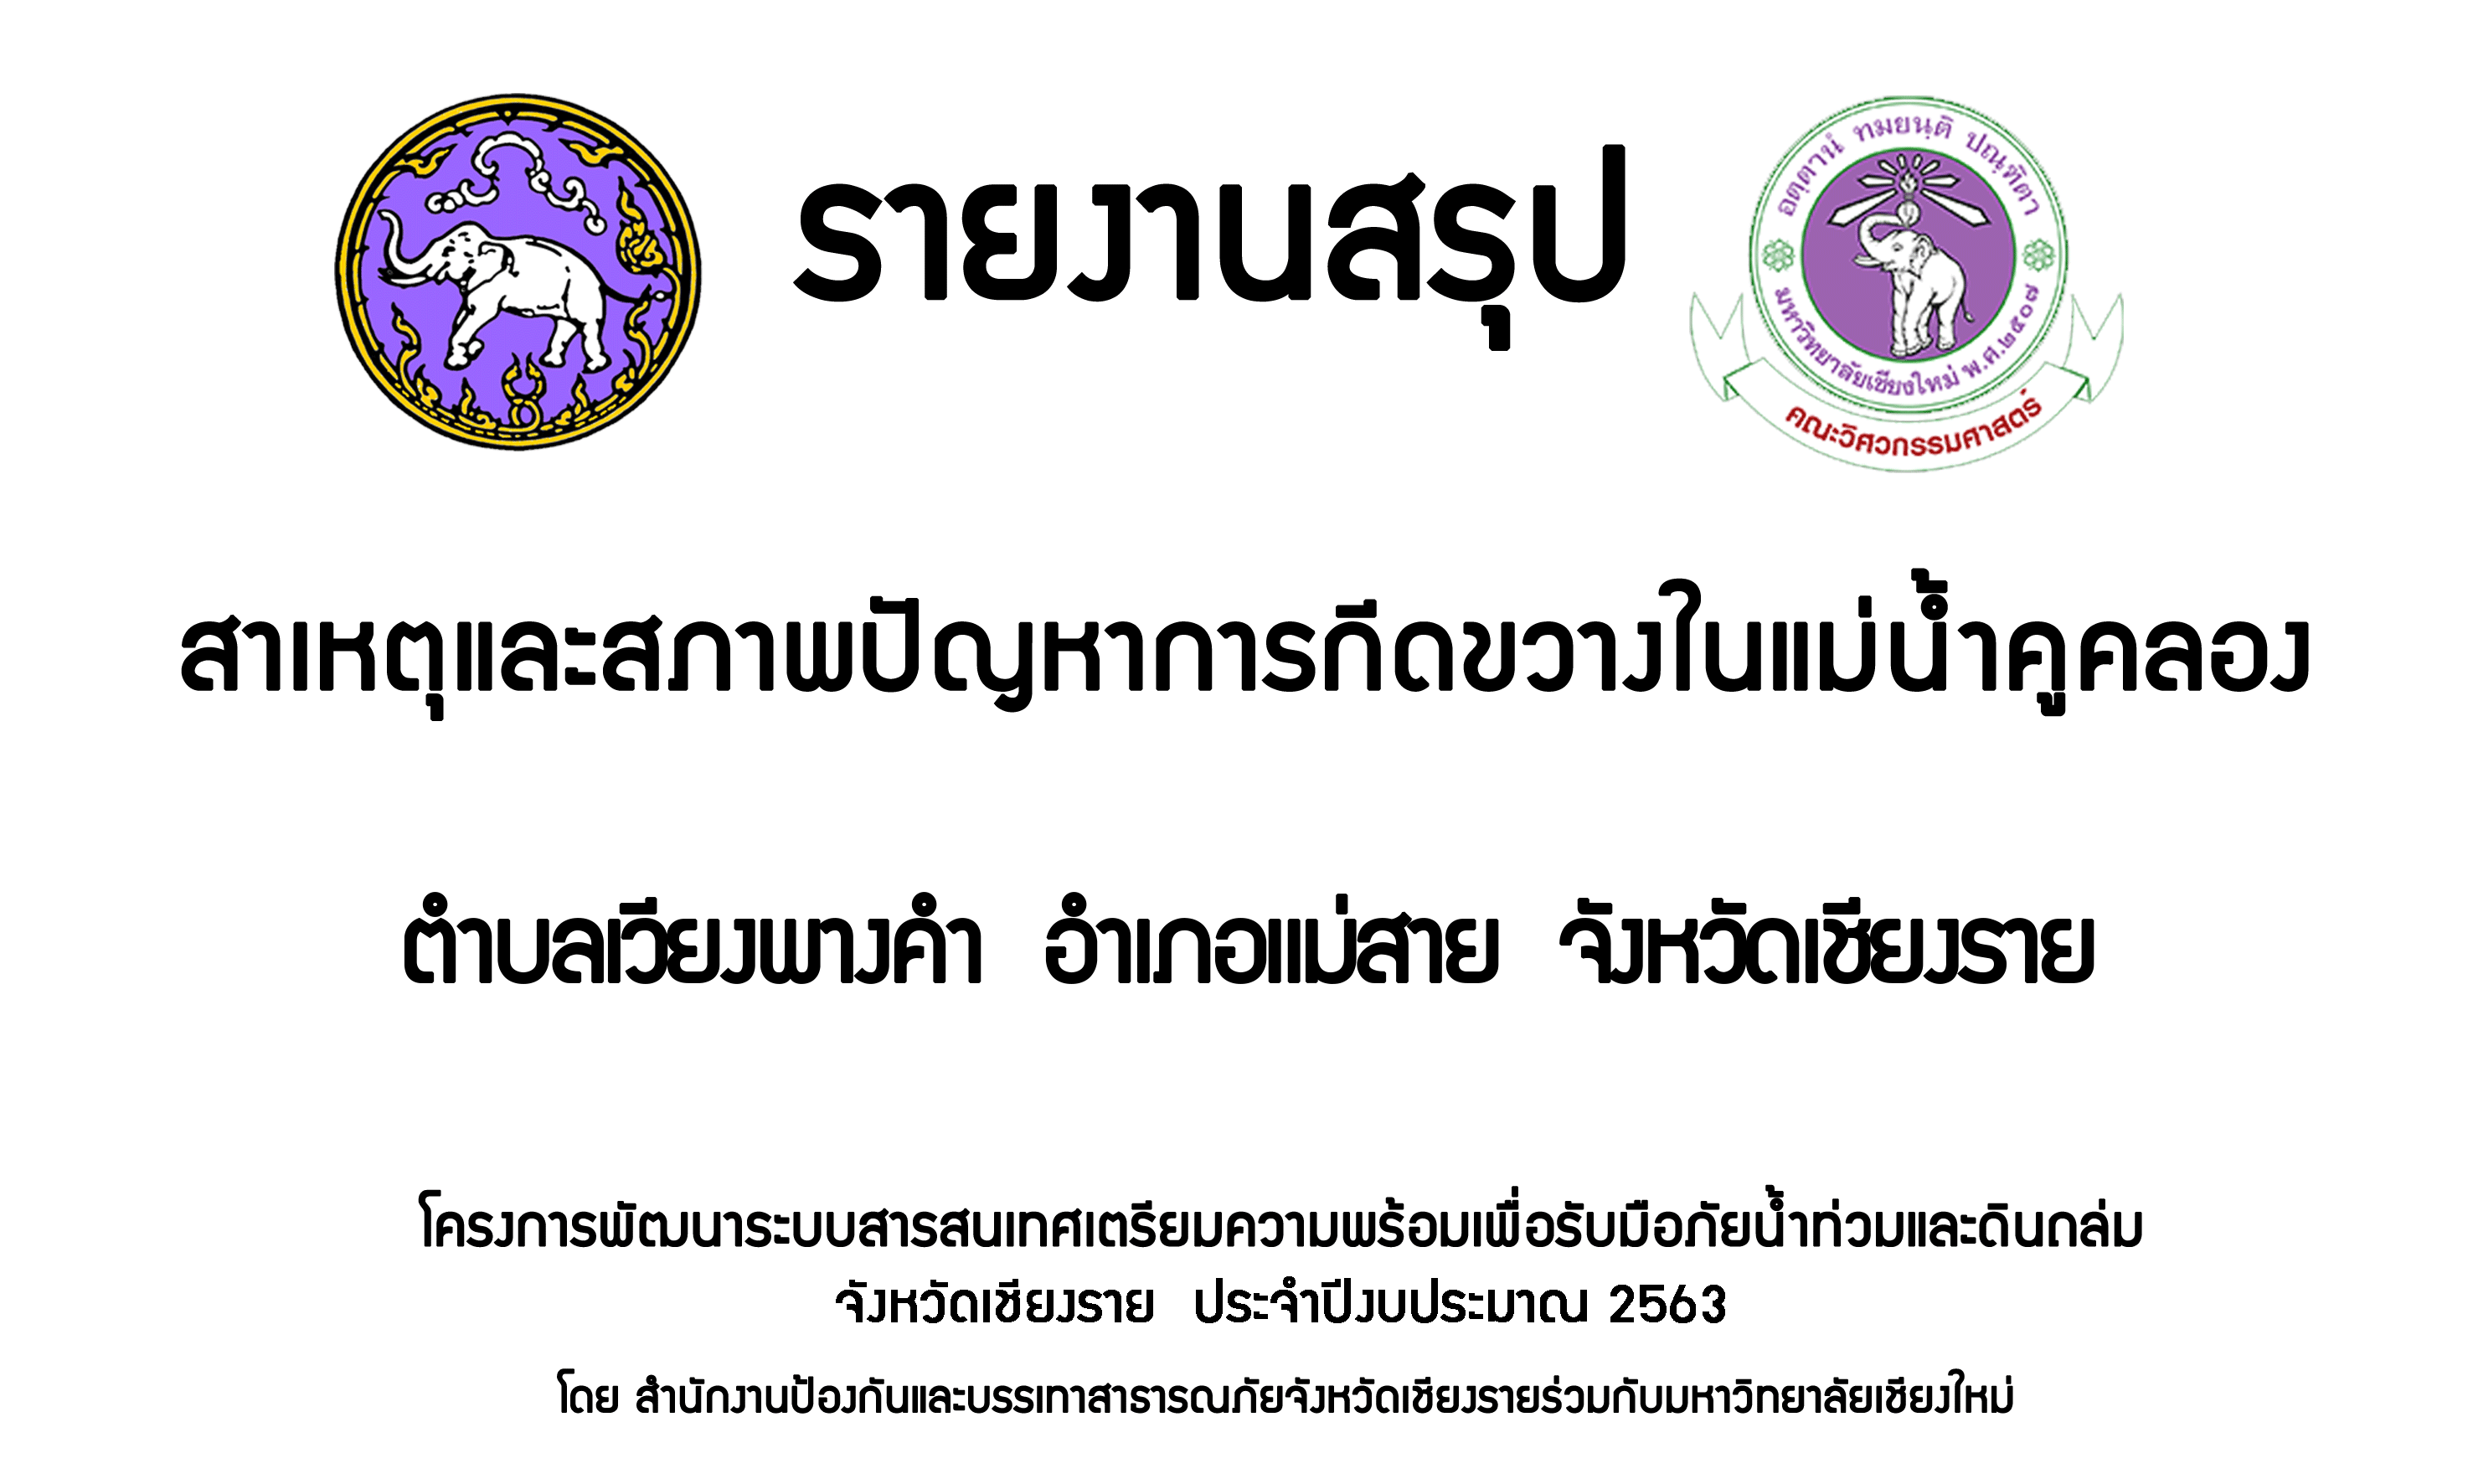 รายงานสรุป
อตฺตานํ ทมยนฺติ ปณฺฑิตา
มหาวิทยาลัยเชียงใหม่ พ.ศ.๒๕๐๗
คณะวิศวกรรมศาสตร์
สาเหตุและสภาพปัญหาการกีดขวางในแม่น้ำคูคลอง
ตำบลเวียงพางคำ อำเภอแม่สาย จังหวัดเชียงราย
โครงการพัฒนาระบบสารสนเทศเตรียมความพร้อมเพื่อรับมือภัยน้ำท่วมและดินถล่ม
จังหวัดเชียงราย ประจำปีงบประมาณ 2563
โดย สำนักงานป้องกันและบรรเทาสาธารณภัยจังหวัดเชียงรายร่วมกับมหาวิทยาลัยเชียงใหม่